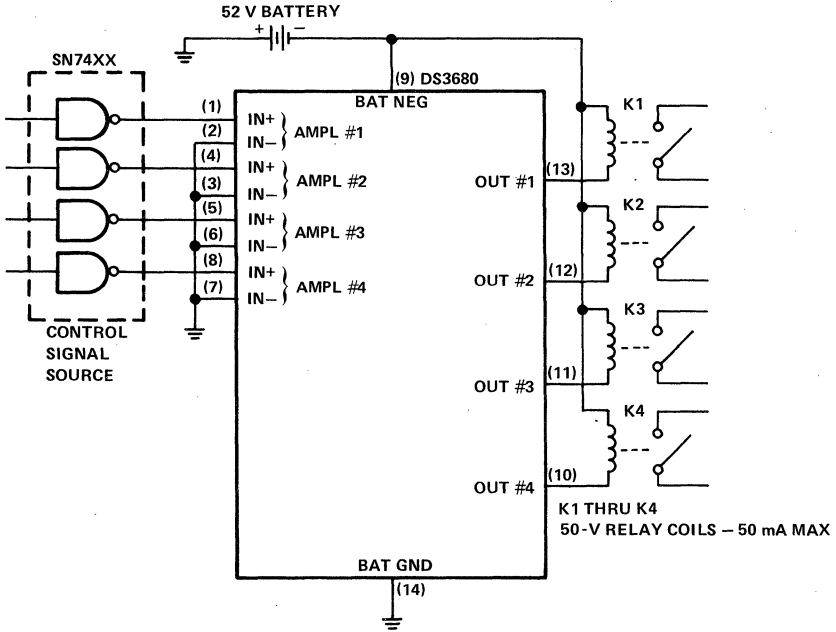 52 V BATTERY
+ −
SN74XX
(9) DS3680
BAT NEG
K1
(1) IN+
(2) IN− } AMPL #1
(4) IN+
(3) IN− } AMPL #2
(5) IN+
(6) IN− } AMPL #3
(8) IN+
(7) IN− } AMPL #4
OUT #1 (13)
K2
OUT #2 (12)
K3
OUT #3 (11)
K4
OUT #4 (10)
CONTROL
SIGNAL
SOURCE
K1 THRU K4
50-V RELAY COILS – 50 mA MAX
BAT GND
(14)